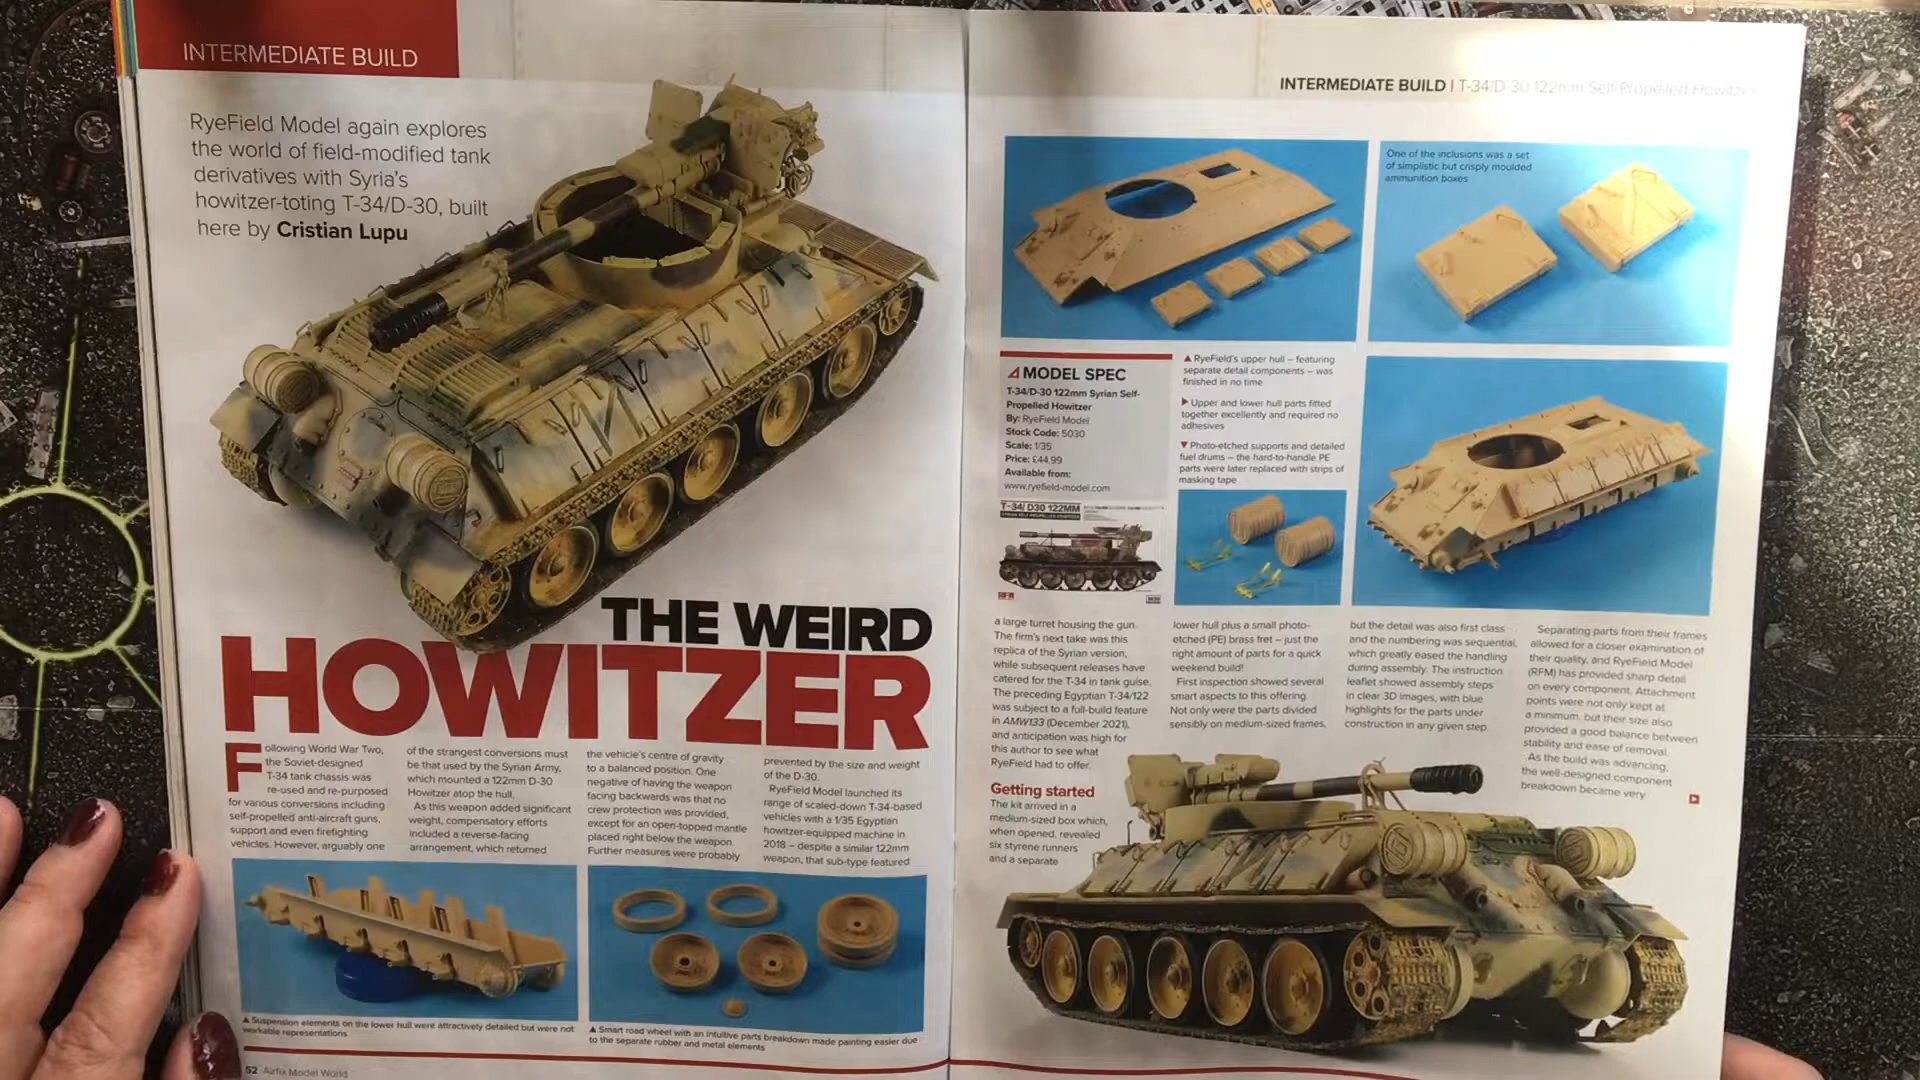 INTERMEDIATE BUILD
RyeField Model again explores
the world of field-modified tank
derivatives with Syria's
howitzer-toting T-34/D-30, built
here by Cristian Lupu
THE WEIRD
HOWITZER
Following World War Two,
the Soviet-designed
T-34 tank chassis was
re-used and re-purposed
for various conversions including
self-propelled anti-aircraft guns,
support and even firefighting
vehicles. However, arguably one
of the strangest conversions must
be that used by the Syrian Army,
which mounted a 122mm D-30
Howitzer atop the hull.
As this weapon added significant
weight, compensatory efforts
included a reverse-facing
arrangement, which returned
the vehicle's centre of gravity
to a balanced position. One
negative of having the weapon
facing backwards was that no
crew protection was provided,
except for an open-topped mantle
placed right below the weapon.
Further measures were probably
prevented by the size and weight
of the D-30.
RyeField Model launched its
range of scaled-down T-34-based
vehicles with a 1/35 Egyptian
howitzer-equipped machine in
2018 – despite a similar 122mm
weapon, that sub-type featured
▲ Suspension elements on the lower hull were attractively detailed but were not
workable representations
▲ Smart road wheel with an intuitive parts breakdown made painting easier due
to the separate rubber and metal elements
52 Airfix Model World
INTERMEDIATE BUILD | T-34/D-30 122mm Self-Propelled Howitzer
One of the inclusions was a set
of simplistic but crisply moulded
ammunition boxes
MODEL SPEC
T-34/D-30 122mm Syrian Self-
Propelled Howitzer
By: RyeField Model
Stock Code: 5030
Scale: 1/35
Price: £44.99
Available from:
www.ryefield-model.com
T-34/ D30 122MM
RFM
▲ RyeField's upper hull – featuring
separate detail components – was
finished in no time
▶ Upper and lower hull parts fitted
together excellently and required no
adhesives
▼ Photo-etched supports and detailed
fuel drums – the hard-to-handle PE
parts were later replaced with strips of
masking tape
a large turret housing the gun.
The firm's next take was this
replica of the Syrian version,
while subsequent releases have
catered for the T-34 in tank guise.
The preceding Egyptian T-34/122
was subject to a full-build feature
in AMW133 (December 2021),
and anticipation was high for
this author to see what
RyeField had to offer.
Getting started
The kit arrived in a
medium-sized box which,
when opened, revealed
six styrene runners
and a separate
lower hull plus a small photo-
etched (PE) brass fret – just the
right amount of parts for a quick
weekend build!
First inspection showed several
smart aspects to this offering.
Not only were the parts divided
sensibly on medium-sized frames,
but the detail was also first class
and the numbering was sequential,
which greatly eased the handling
during assembly. The instruction
leaflet showed assembly steps
in clear 3D images, with blue
highlights for the parts under
construction in any given step.
Separating parts from their frames
allowed for a closer examination of
their quality, and RyeField Model
(RFM) has provided sharp detail
on every component. Attachment
points were not only kept at
a minimum, but their size also
provided a good balance between
stability and ease of removal.
As the build was advancing,
the well-designed component
breakdown became very